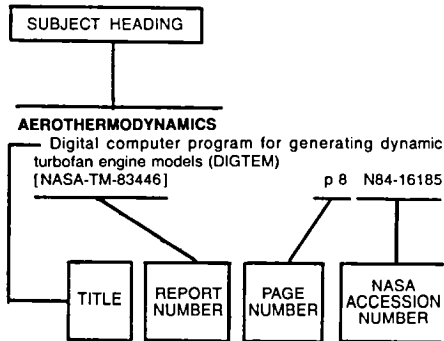 SUBJECT HEADING
AEROTHERMODYNAMICS
Digital computer program for generating dynamic
turbofan engine models (DIGTEM)
[NASA-TM-83446] p 8 N84-16185
TITLE
REPORT
NUMBER
PAGE
NUMBER
NASA
ACCESSION
NUMBER